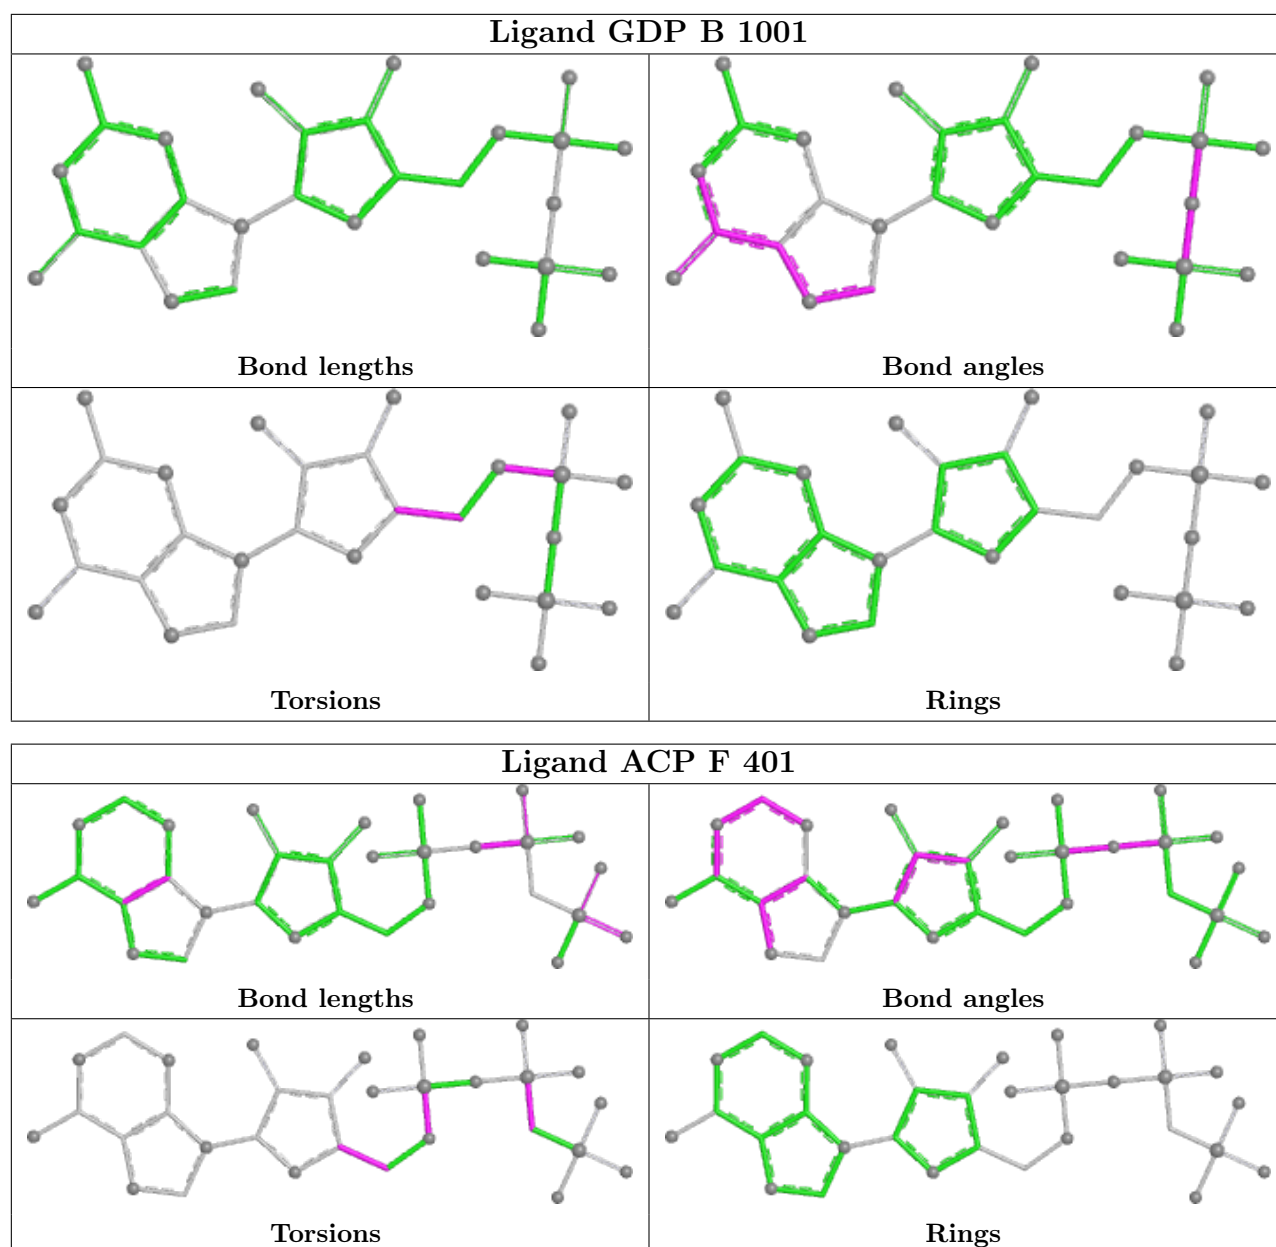 Ligand GDP B 1001
Bond lengths
Bond angles
Torsions
Rings
Ligand ACP F 401
Bond lengths
Bond angles
Torsions
Rings